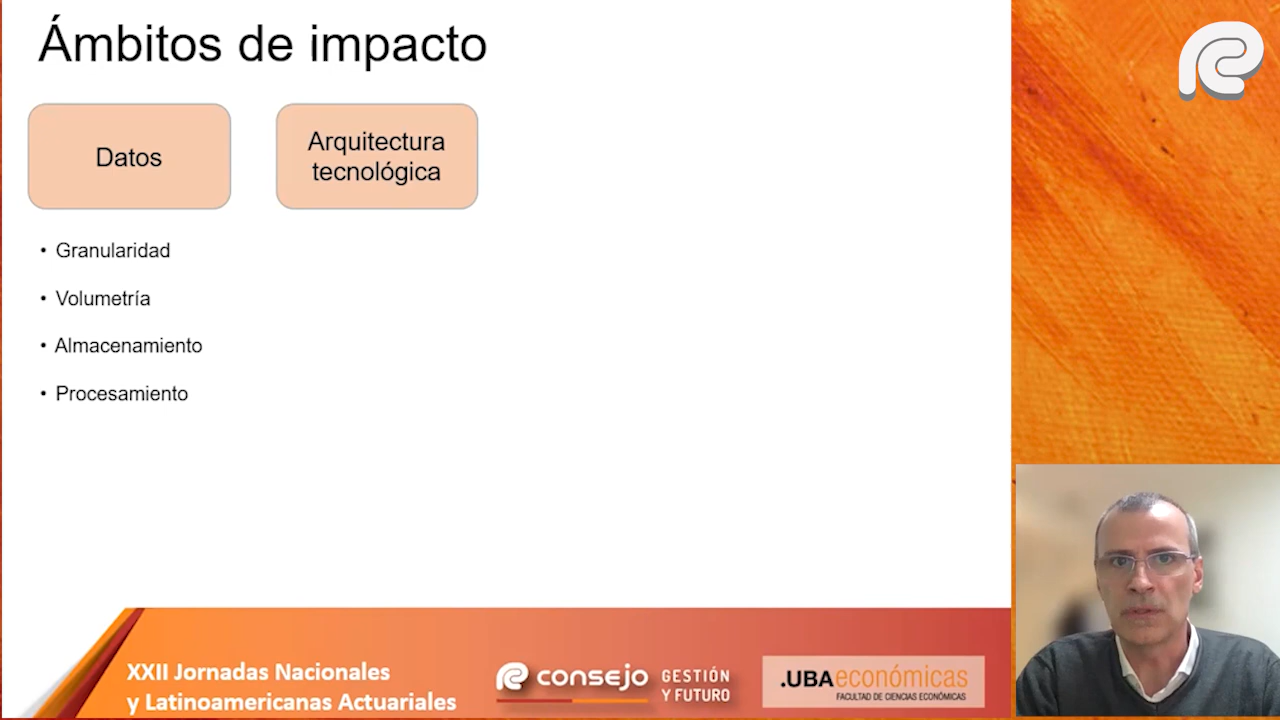 Ámbitos de impacto
Datos
Arquitectura
tecnológica
• Granularidad
• Volumetría
• Almacenamiento
• Procesamiento
XXII Jornadas Nacionales
y Latinoamericanas Actuariales
consejo
GESTIÓN
Y FUTURO
.UBAeconómicas
FACULTAD DE CIENCIAS ECONÓMICAS